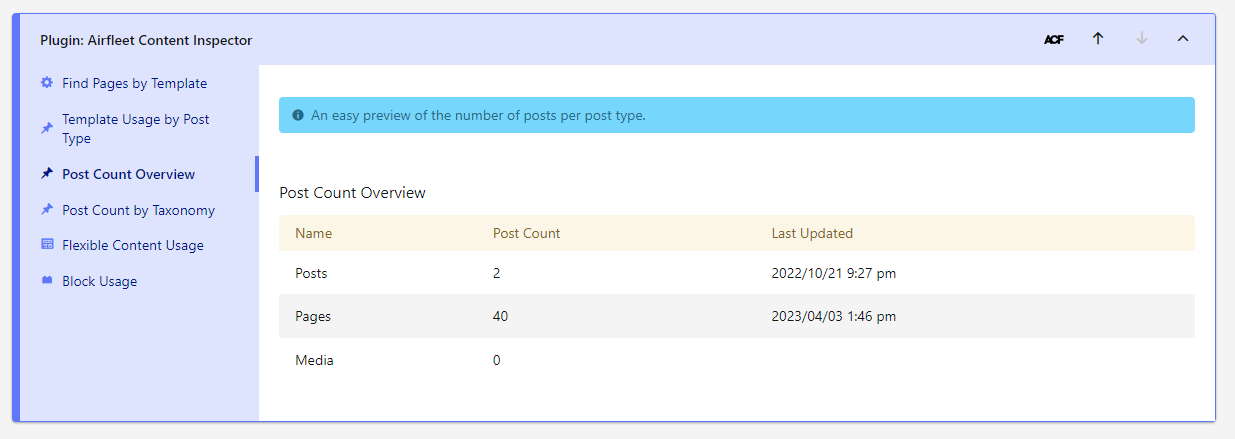 Plugin: Airfleet Content Inspector
ACF
Find Pages by Template
Template Usage by Post
Type
Post Count Overview
Post Count by Taxonomy
Flexible Content Usage
Block Usage
An easy preview of the number of posts per post type.
Post Count Overview
Name Post Count Last Updated
Posts 2 2022/10/21 9:27 pm
Pages 40 2023/04/03 1:46 pm
Media 0